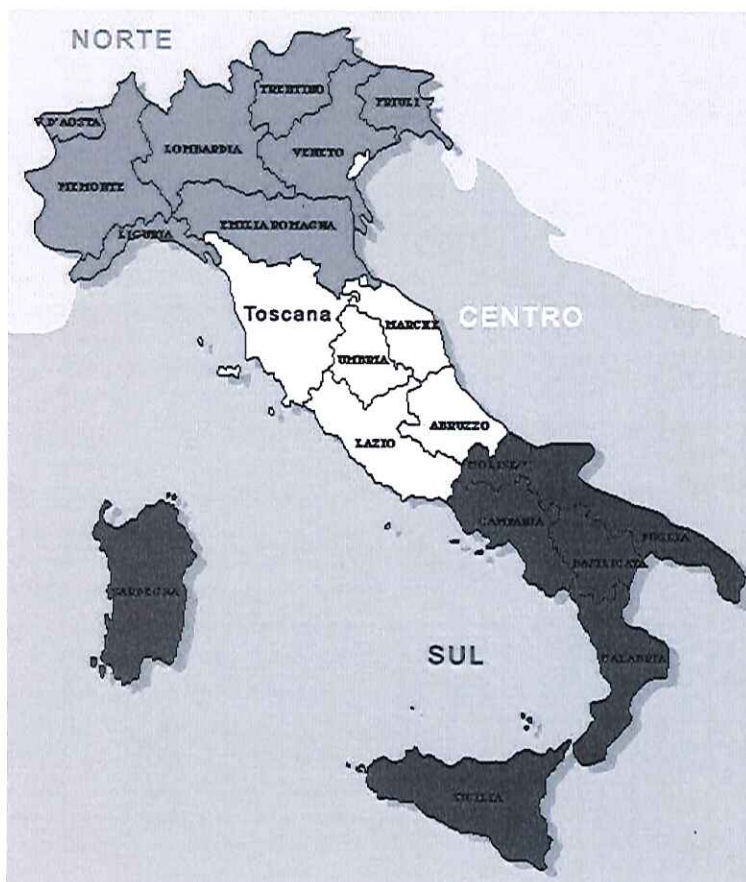 NORTE
TRENTINO
FRIULI V
V D'AOSTA
LOMBARDIA
VENETO
PIEMONTE
EMILIA ROMAGNA
LIGURIA
Toscana
CENTRO
MARCHE
UMBRIA
ABRUZZO
LAZIO
MOLISE
CAMPANIA
PUGLIA
BASILICATA
SARDEGNA
SUL
CALABRIA
SICILIA